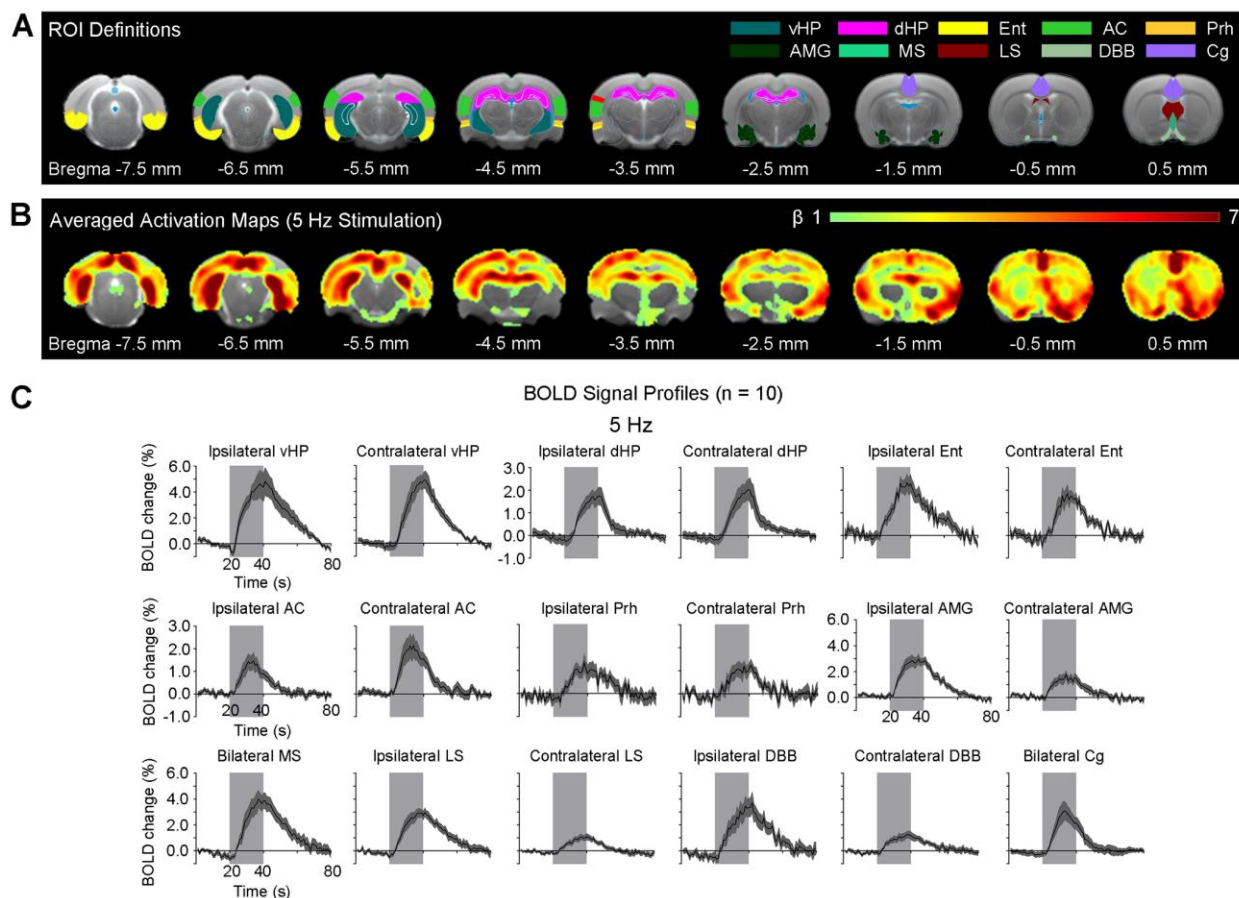 A
ROI Definitions
vHP dHP Ent AC Prh
AMG MS LS DBB Cg
Bregma -7.5 mm -6.5 mm -5.5 mm -4.5 mm -3.5 mm -2.5 mm -1.5 mm -0.5 mm 0.5 mm
B
Averaged Activation Maps (5 Hz Stimulation)
β 1 7
Bregma -7.5 mm -6.5 mm -5.5 mm -4.5 mm -3.5 mm -2.5 mm -1.5 mm -0.5 mm 0.5 mm
C
BOLD Signal Profiles (n = 10)
5 Hz
Ipsilateral vHP Contralateral vHP Ipsilateral dHP Contralateral dHP Ipsilateral Ent Contralateral Ent
BOLD change (%)
6.0 3.0
4.0 2.0
2.0 1.0
0.0 0.0
-1.0
20 40 80
Time (s)
Ipsilateral AC Contralateral AC Ipsilateral Prh Contralateral Prh Ipsilateral AMG Contralateral AMG
BOLD change (%)
3.0 6.0
2.0 4.0
1.0 2.0
0.0 0.0
-1.0
20 40 80 20 40 80
Time (s)
Bilateral MS Ipsilateral LS Contralateral LS Ipsilateral DBB Contralateral DBB Bilateral Cg
BOLD change (%)
6.0
4.0
2.0
0.0
20 40 80
Time (s)